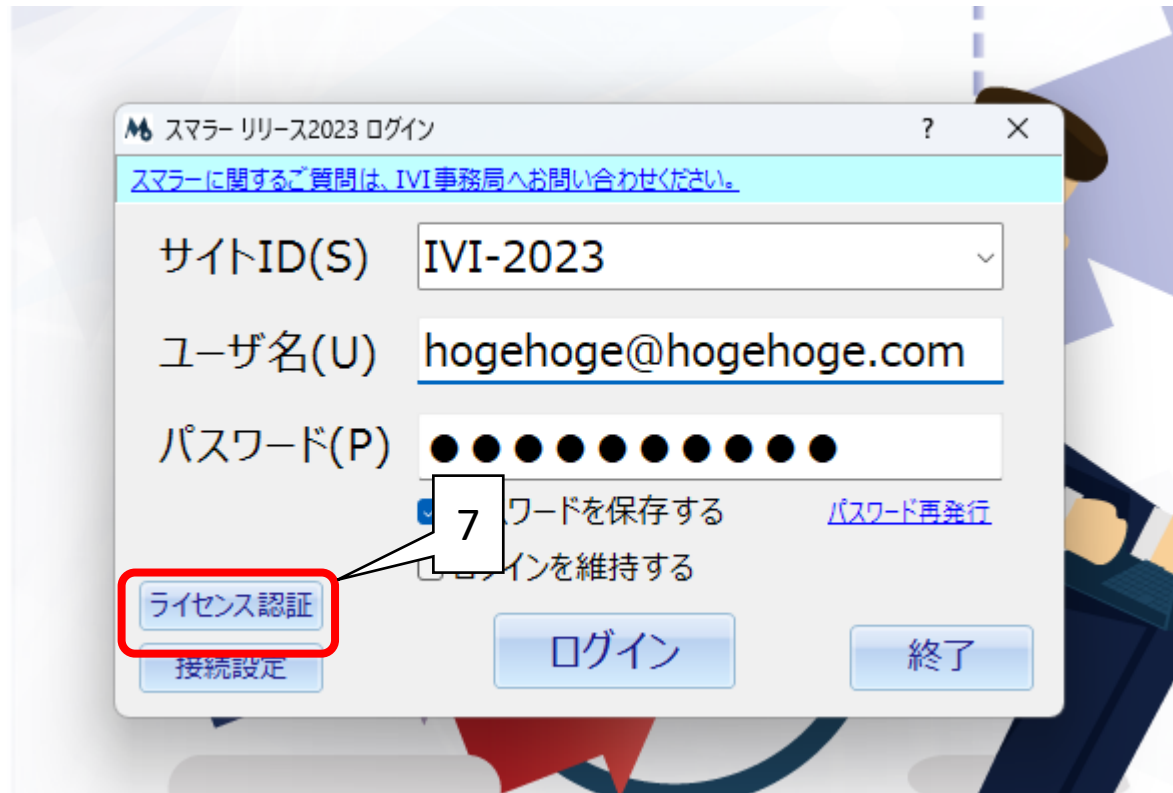 スマラー リリース2023 ログイン
スマラーに関するご質問は、IVI事務局へお問い合わせください。
サイトID(S)
IVI-2023
ユーザ名(U)
hogehoge@hogehoge.com
パスワード(P)
●●●●●●●●●●
ワードを保存する
パスワード再発行
7
インを維持する
ライセンス認証
接続設定
ログイン
終了